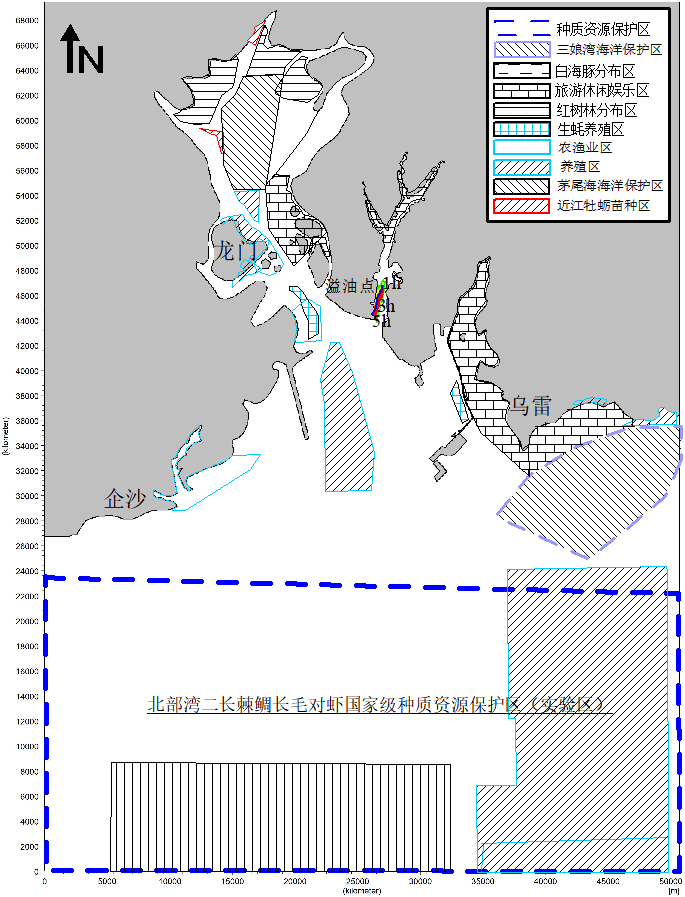 N
种质资源保护区
三娘湾海洋保护区
白海豚分布区
旅游休闲娱乐区
红树林分布区
生蚝养殖区
农渔业区
养殖区
茅尾海海洋保护区
近江牡蛎苗种区
龙门
溢油点
1h
3h
5h
乌雷
企沙
北部湾二长棘鲷长毛对虾国家级种质资源保护区（实验区）
68000
66000
64000
62000
60000
58000
56000
54000
52000
50000
48000
46000
44000
42000
40000
38000
36000
34000
32000
30000
28000
26000
24000
22000
20000
18000
16000
14000
12000
10000
8000
6000
4000
2000
0
(kilometer)
0 5000 10000 15000 20000 25000 30000 35000 40000 45000 50000
(kilometer) [m]